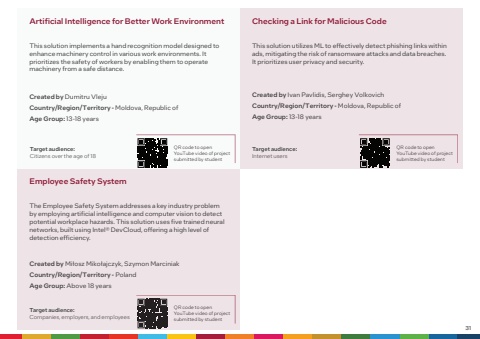 Artificial Intelligence for Better Work Environment
This solution implements a hand recognition model designed to
enhance machinery control in various work environments. It
prioritizes the safety of workers by enabling them to operate
machinery from a safe distance.
Created by Dumitru Vleju
Country/Region/Territory - Moldova, Republic of
Age Group: 13-18 years
Target audience:
Citizens over the age of 18
QR code to open
YouTube video of project
submitted by student
Checking a Link for Malicious Code
This solution utilizes ML to effectively detect phishing links within
ads, mitigating the risk of ransomware attacks and data breaches.
It prioritizes user privacy and security.
Created by Ivan Pavlidis, Serghey Volkovich
Country/Region/Territory - Moldova, Republic of
Age Group: 13-18 years
Target audience:
Internet users
QR code to open
YouTube video of project
submitted by student
Employee Safety System
The Employee Safety System addresses a key industry problem
by employing artificial intelligence and computer vision to detect
potential workplace hazards. This solution uses five trained neural
networks, built using Intel® DevCloud, offering a high level of
detection efficiency.
Created by Miłosz Mikołajczyk, Szymon Marciniak
Country/Region/Territory - Poland
Age Group: Above 18 years
Target audience:
Companies, employers, and employees
QR code to open
YouTube video of project
submitted by student
31